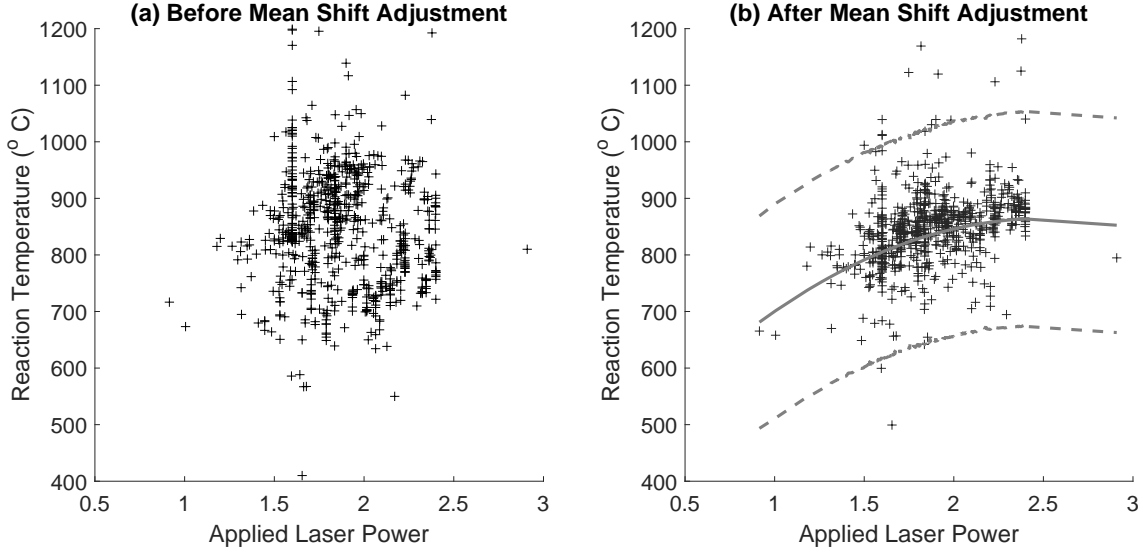 (a) Before Mean Shift Adjustment
1200
1100
1000
900
800
700
600
500
400
Reaction Temperature (° C)
0.5 1 1.5 2 2.5 3
Applied Laser Power
(b) After Mean Shift Adjustment
1200
1100
1000
900
800
700
600
500
400
Reaction Temperature (° C)
0.5 1 1.5 2 2.5 3
Applied Laser Power